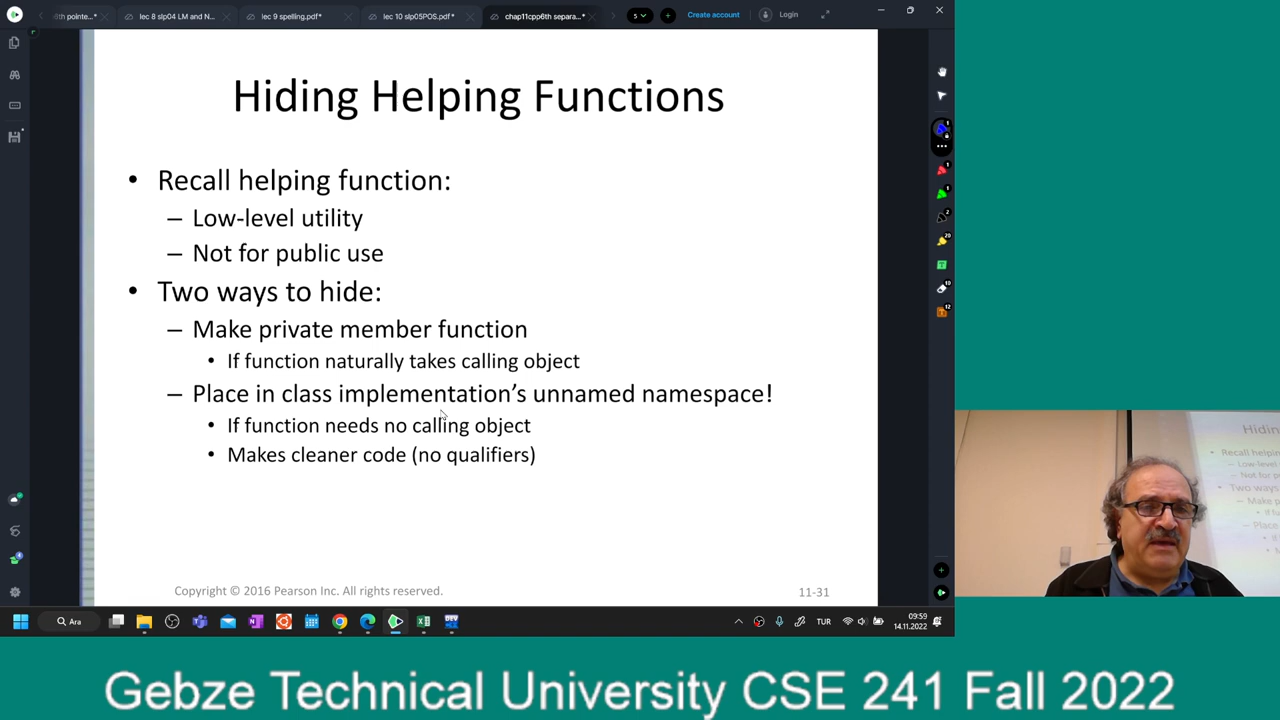 6th pointe...
lec 8 slp04 LM and N...
lec 9 spelling.pdf*
lec 10 slp05POS.pdf*
chap11cpp6th separa...*
5
Create account
Login
Hiding Helping Functions
• Recall helping function:
– Low-level utility
– Not for public use
• Two ways to hide:
– Make private member function
• If function naturally takes calling object
– Place in class implementation's unnamed namespace!
• If function needs no calling object
• Makes cleaner code (no qualifiers)
Copyright © 2016 Pearson Inc. All rights reserved.
11-31
Ara
TUR
09:59
14.11.2022
Gebze Technical University CSE 241 Fall 2022